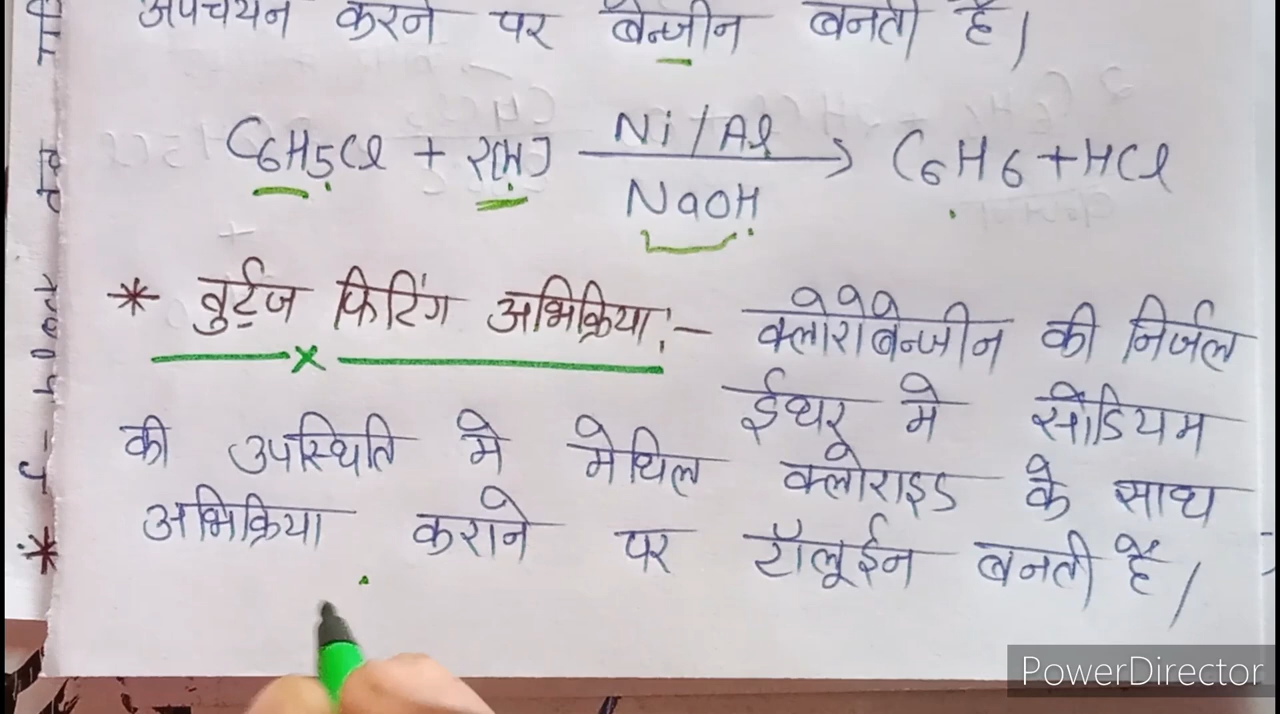 अपचयन करने पर बेन्जीन बनती है।
C6H5Cl + 2[H] Ni/Al NaOH → C6H6 + HCl
* वुर्ट्ज फिटिंग अभिक्रिया:- क्लोरोबेन्जीन की निर्जल
ईथर मे सोडियम
की उपस्थिति मे मेथिल क्लोराइड के साथ
अभिक्रिया कराने पर टॉलूईन बनती है।
PowerDirector